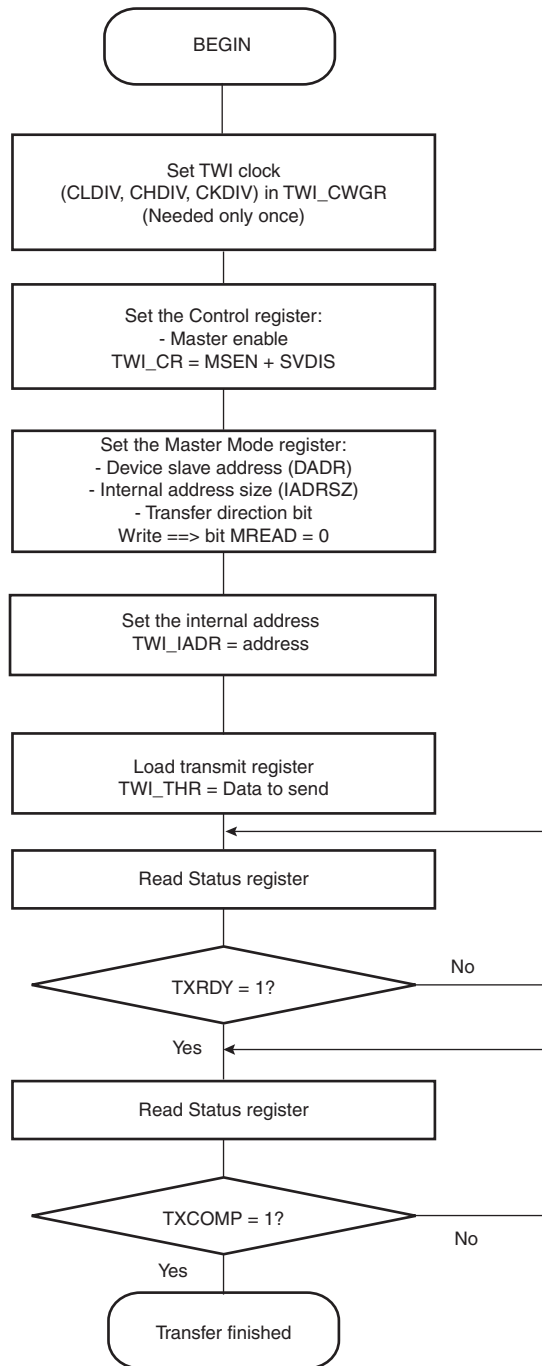 BEGIN
Set TWI clock
(CLDIV, CHDIV, CKDIV) in TWI_CWGR
(Needed only once)
Set the Control register:
- Master enable
TWI_CR = MSEN + SVDIS
Set the Master Mode register:
- Device slave address (DADR)
- Internal address size (IADRSZ)
- Transfer direction bit
Write ==> bit MREAD = 0
Set the internal address
TWI_IADR = address
Load transmit register
TWI_THR = Data to send
Read Status register
TXRDY = 1?
No
Yes
Read Status register
TXCOMP = 1?
No
Yes
Transfer finished